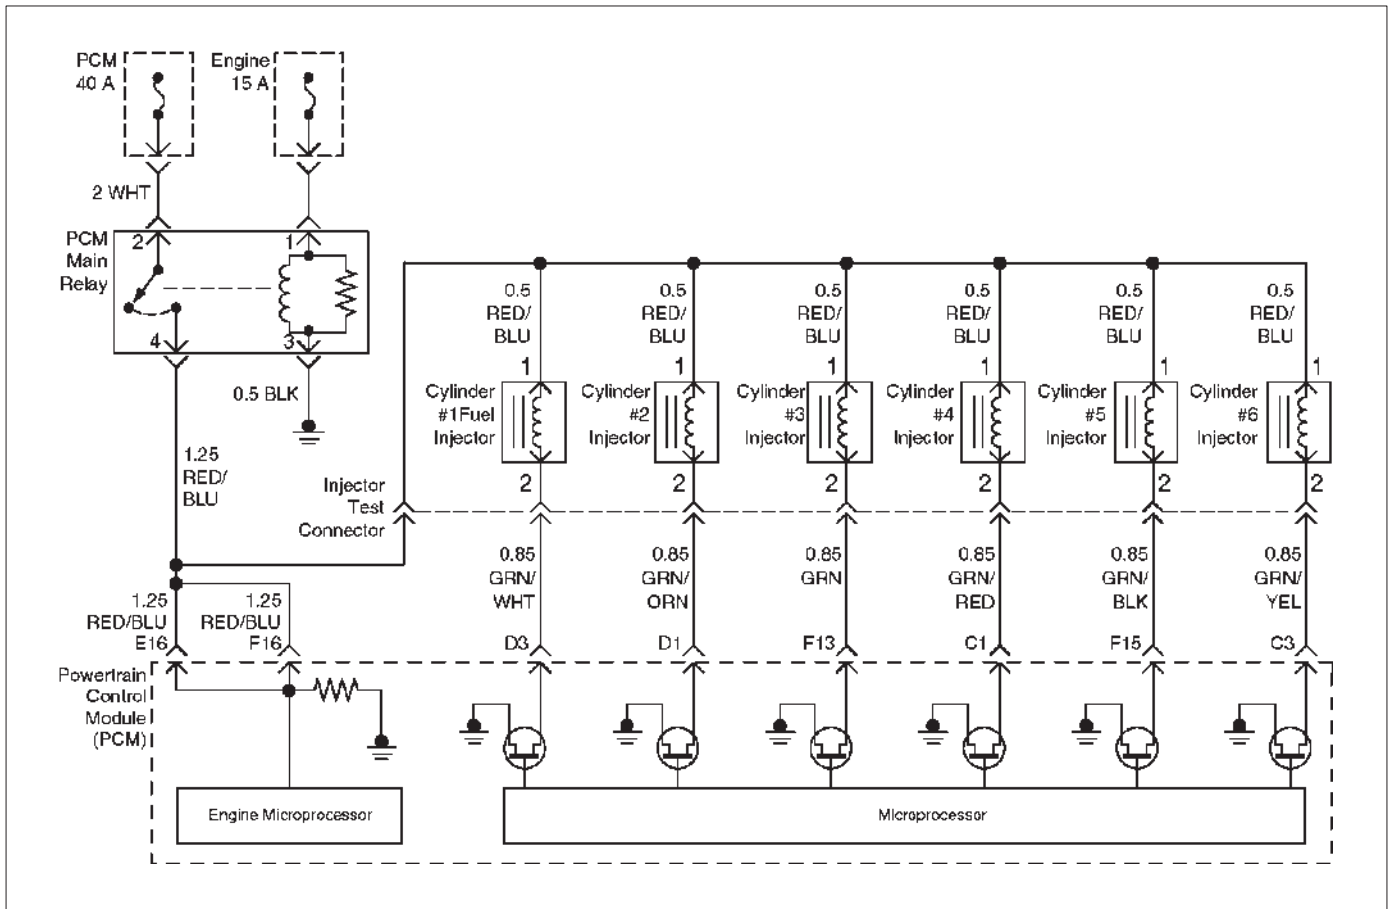 PCM
40 A
Engine
15 A
2 WHT
PCM
Main
Relay
2
1
4
3
0.5 BLK
1.25
RED/
BLU
Injector
Test
Connector
0.5
RED/
BLU
0.5
RED/
BLU
0.5
RED/
BLU
0.5
RED/
BLU
0.5
RED/
BLU
0.5
RED/
BLU
1
1
1
1
1
1
Cylinder
#1Fuel
Injector
Cylinder
#2
Injector
Cylinder
#3
Injector
Cylinder
#4
Injector
Cylinder
#5
Injector
Cylinder
#6
Injector
2
2
2
2
2
2
0.85
GRN/
WHT
0.85
GRN/
ORN
0.85
GRN
0.85
GRN/
RED
0.85
GRN/
BLK
0.85
GRN/
YEL
1.25
RED/BLU
E16
1.25
RED/BLU
F16
D3
D1
F13
C1
F15
C3
Powertrain
Control
Module
(PCM)
Engine Microprocessor
Microprocessor